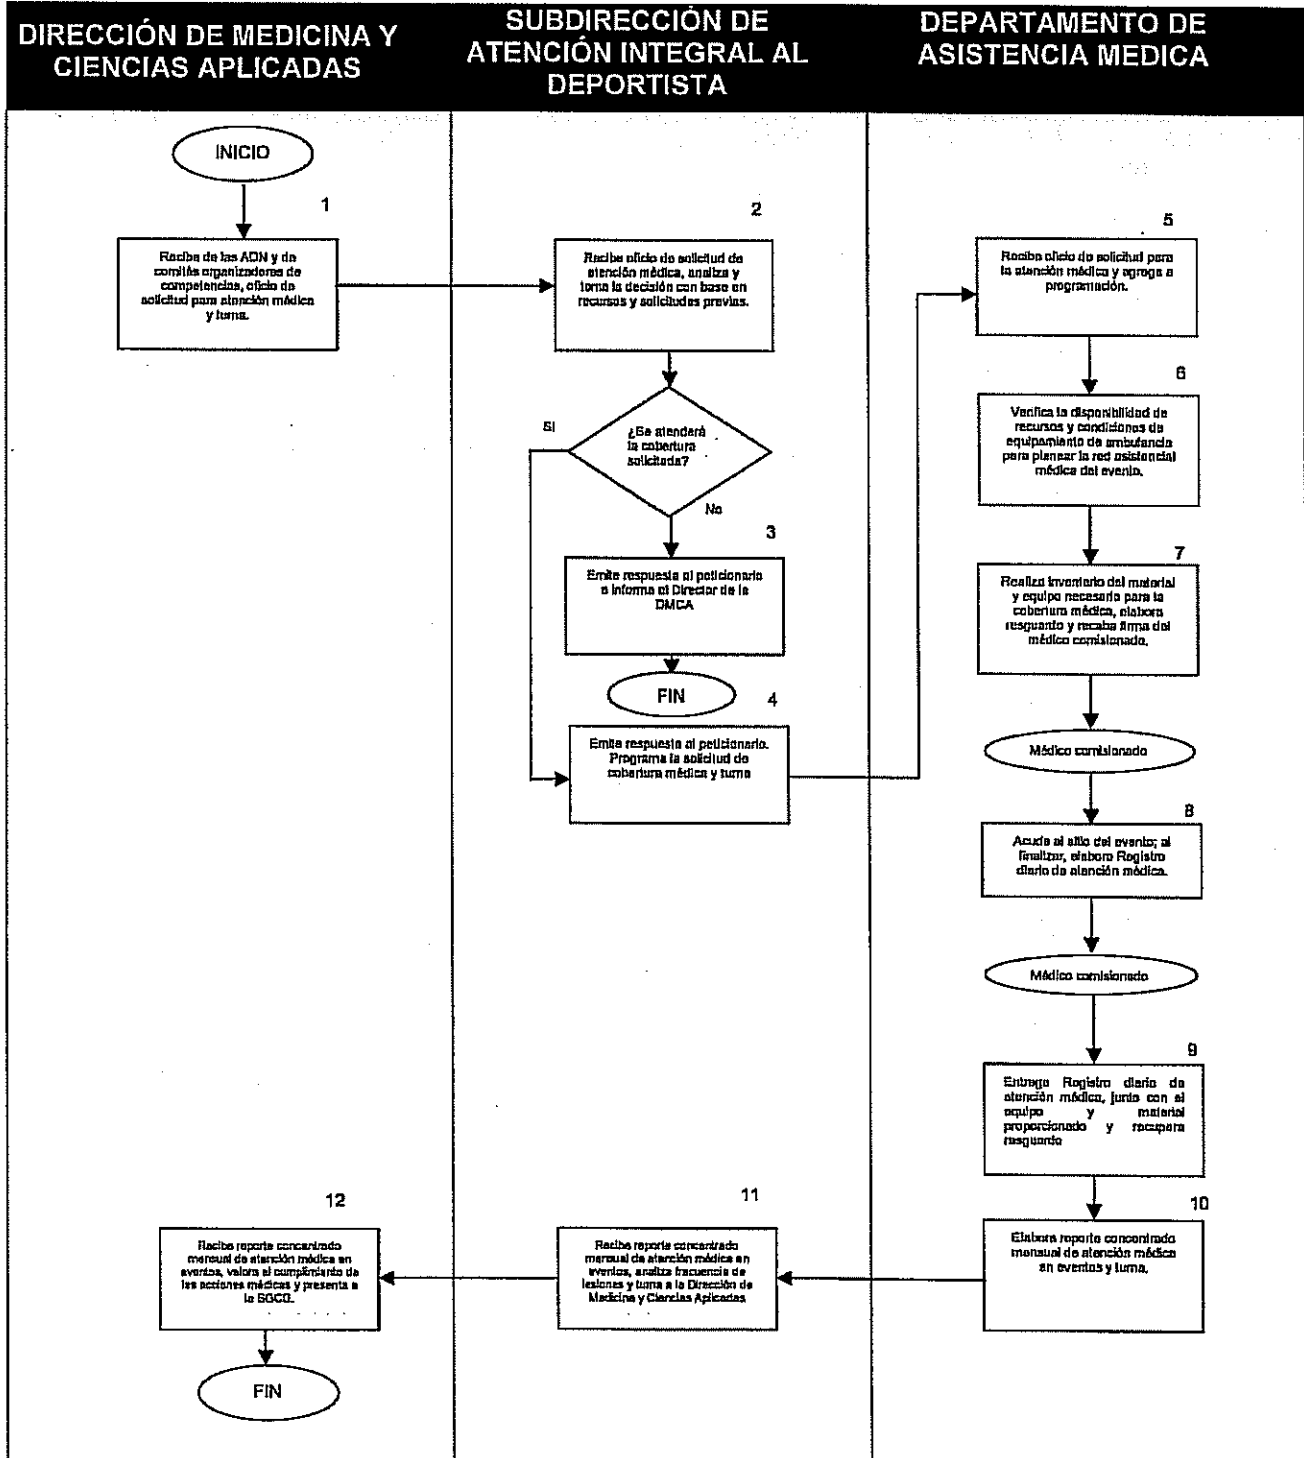 DIRECCIÓN DE MEDICINA Y
CIENCIAS APLICADAS
SUBDIRECCIÓN DE
ATENCIÓN INTEGRAL AL
DEPORTISTA
DEPARTAMENTO DE
ASISTENCIA MEDICA
INICIO
1
Recibe de las ADN y de
comités organizadores de
competencias, oficio de
solicitud para atención médica
y turna.
2
Recibe oficio de solicitud de
atención médica, analiza y
toma la decisión con base en
recursos y solicitudes previas.
¿Se atenderá
la cobertura
solicitada?
SI
No
3
Emite respuesta al peticionario
e informa al Director de la
DMCA
FIN
4
Emite respuesta al peticionario.
Programa la solicitud de
cobertura médica y turna
5
Recibe oficio de solicitud para
la atención médica y agrega a
programación.
6
Verifica la disponibilidad de
recursos y condiciones de
equipamiento de ambulancia
para planear la red asistencial
médica del evento.
7
Realiza inventario del material
y equipo necesario para la
cobertura médica, elabora
resguardo y recaba firma del
médico comisionado.
Médico comisionado
8
Acude al sitio del evento; al
finalizar, elabora Registro
diario de atención médica.
Médico comisionado
9
Entrega Registro diario de
atención médica, junto con el
equipo y material
proporcionado y recupera
resguardo
10
Elabora reporte concentrado
mensual de atención médica
en eventos y turna.
11
Recibe reporte concentrado
mensual de atención médica en
eventos, analiza frecuencia de
lesiones y turna a la Dirección de
Medicina y Ciencias Aplicadas
12
Recibe reporte concentrado
mensual de atención médica en
eventos, valora el cumplimiento de
las acciones médicas y presenta a
la SGCD.
FIN